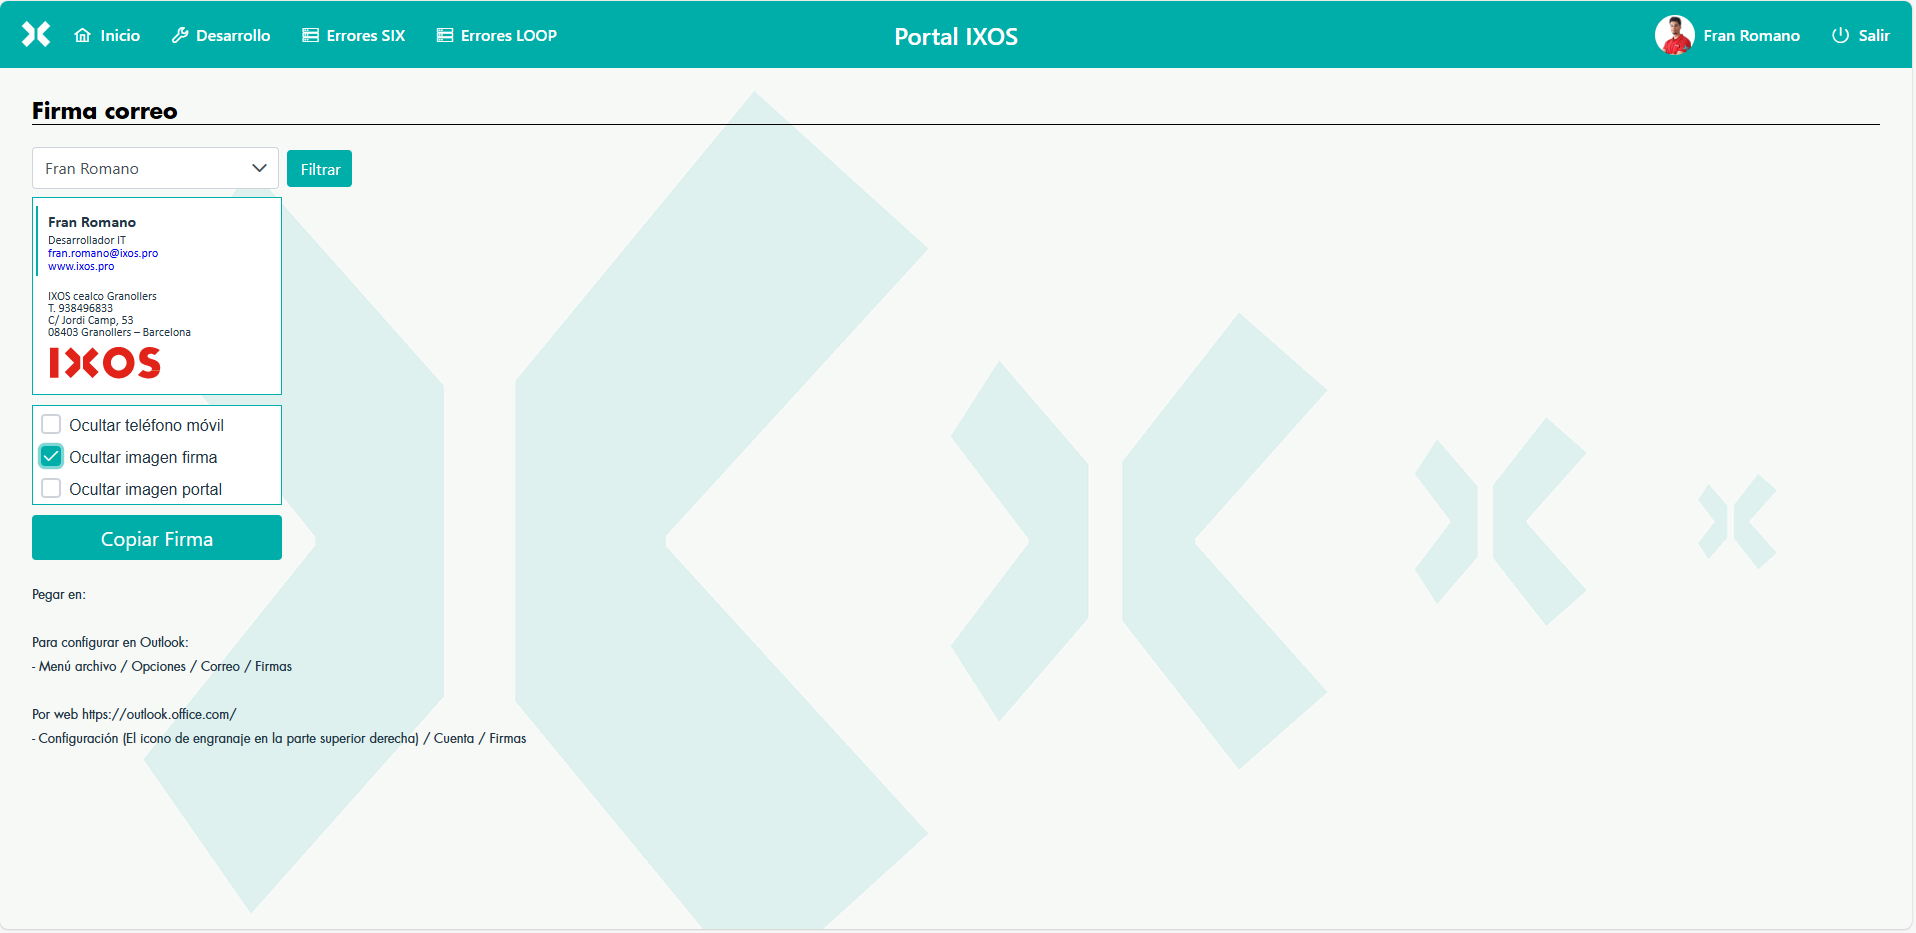 Inicio
Desarrollo
Errores SIX
Errores LOOP
Portal IXOS
Fran Romano
Salir
Firma correo
Fran Romano
Filtrar
Fran Romano
Desarrollador IT
fran.romano@ixos.pro
www.ixos.pro
IXOS cealco Granollers
T. 938496833
C/ Jordi Camp, 53
08403 Granollers – Barcelona
IXOS
Ocultar teléfono móvil
Ocultar imagen firma
Ocultar imagen portal
Copiar Firma
Pegar en:
Para configurar en Outlook:
- Menú archivo / Opciones / Correo / Firmas
Por web https://outlook.office.com/
- Configuración (El icono de engranaje en la parte superior derecha) / Cuenta / Firmas